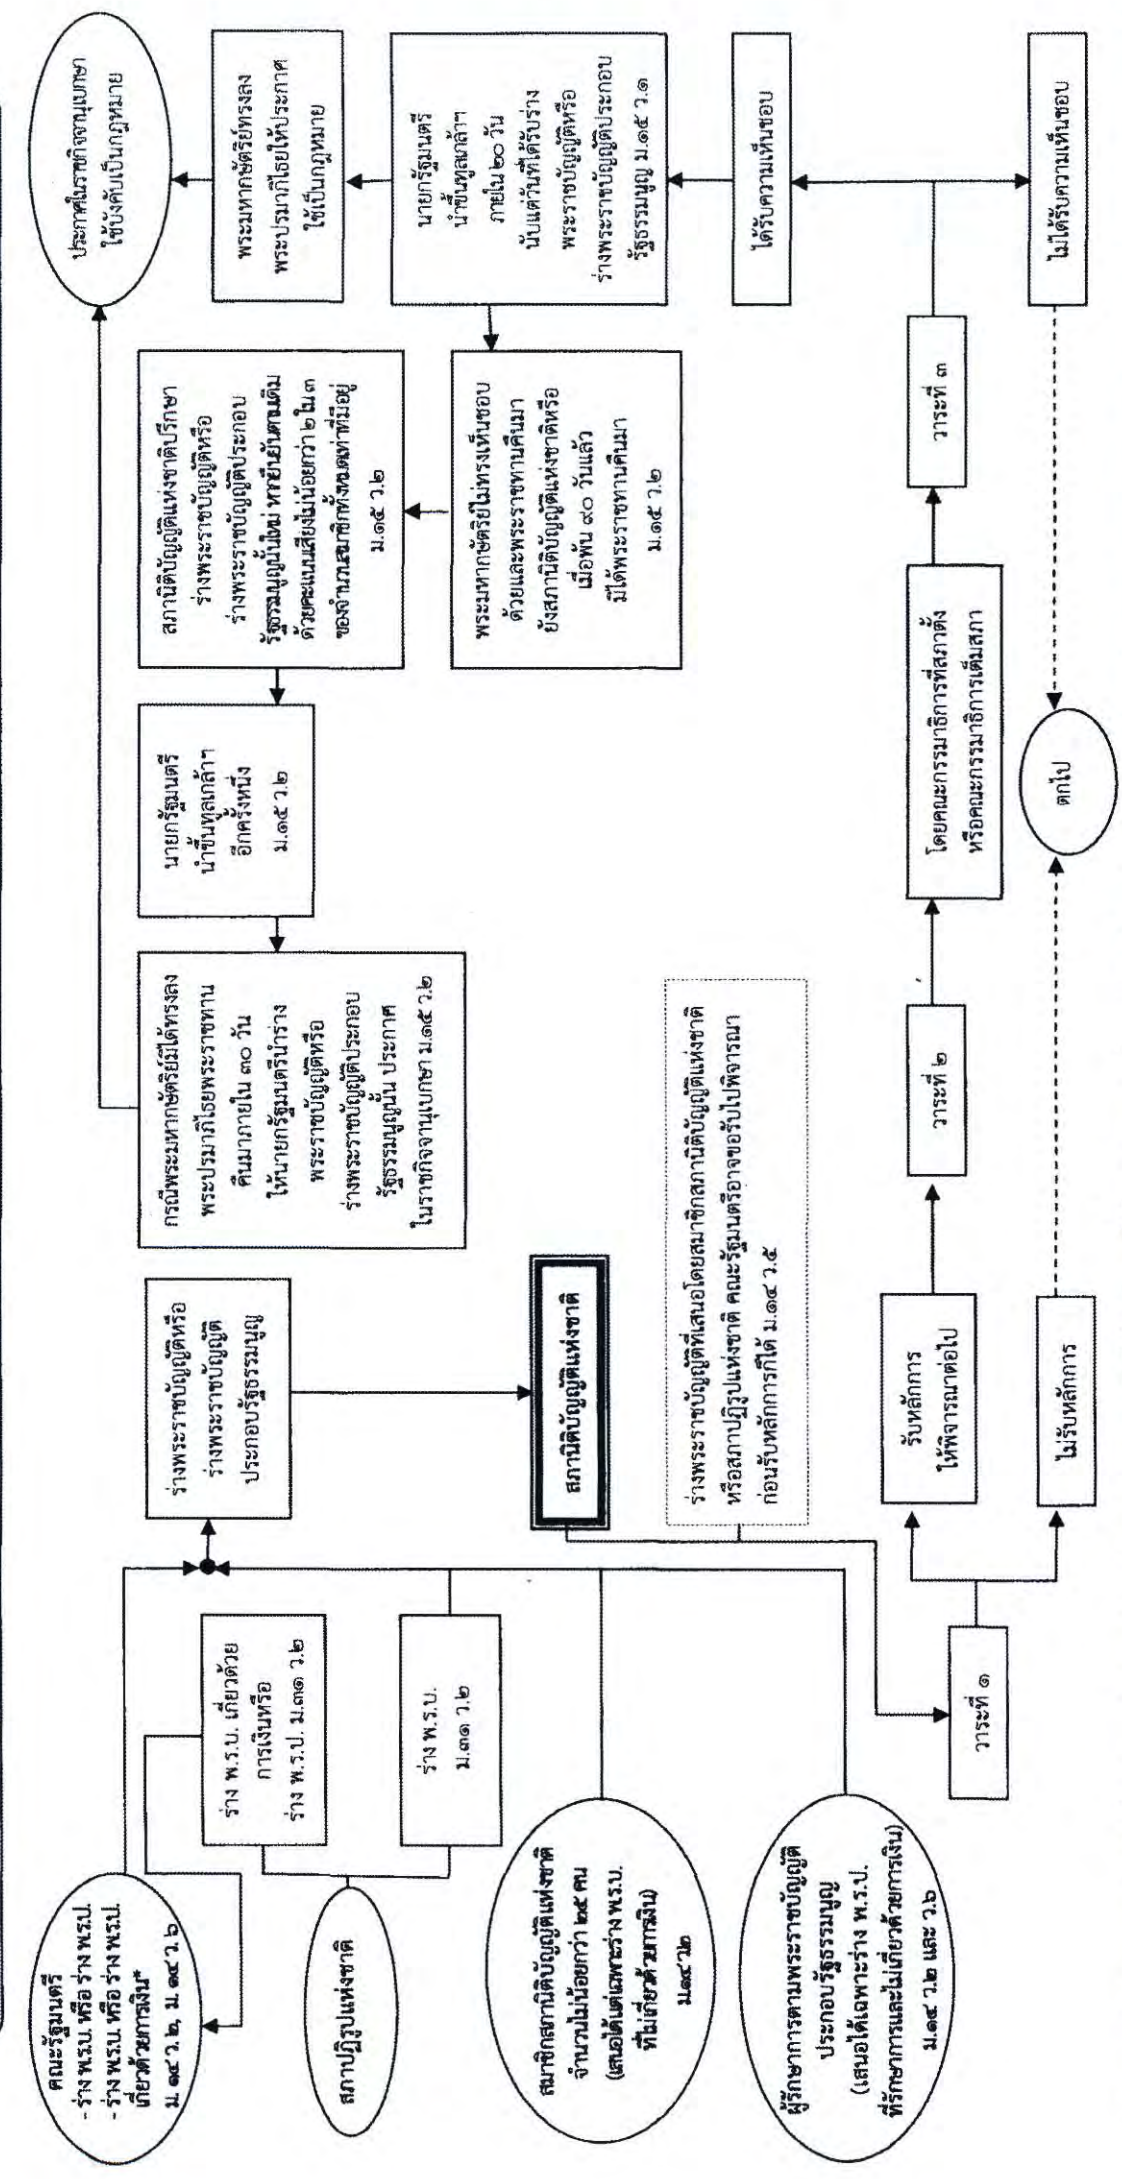 คณะรัฐมนตรี
- ร่าง พ.ร.บ. หรือ ร่าง พ.ร.ป.
- ร่าง พ.ร.บ. หรือ ร่าง พ.ร.ป.
เกี่ยวด้วยการเงิน*
ม. ๑๔ ว. ๒, ม. ๑๔ ว. ๖
สภาปฏิรูปแห่งชาติ
สมาชิกสภานิติบัญญัติแห่งชาติ
จำนวนไม่น้อยกว่า ๒๕ คน
(เสนอได้แต่เฉพาะร่าง พ.ร.บ.
ที่ไม่เกี่ยวด้วยการเงิน)
ม.๑๔ ว.๒
ผู้รักษาการตามพระราชบัญญัติ
ประกอบรัฐธรรมนูญ
(เสนอได้เฉพาะร่าง พ.ร.ป.
ที่รักษาการและไม่เกี่ยวด้วยการเงิน)
ม.๑๔ ว.๒ และ ว.๖
ร่าง พ.ร.บ. เกี่ยวด้วย
การเงินหรือ
ร่าง พ.ร.ป. ม.๓๑ ว.๒
ร่าง พ.ร.บ.
ม.๓๑ ว.๒
ร่างพระราชบัญญัติหรือ
ร่างพระราชบัญญัติ
ประกอบรัฐธรรมนูญ
สภานิติบัญญัติแห่งชาติ
ร่างพระราชบัญญัติที่เสนอโดยสมาชิกสภานิติบัญญัติแห่งชาติ
หรือสภาปฏิรูปแห่งชาติ คณะรัฐมนตรีอาจขอรับไปพิจารณา
ก่อนรับหลักการก็ได้ ม.๑๔ ว.๕
วาระที่ ๑
รับหลักการ
ให้พิจารณาต่อไป
ไม่รับหลักการ
วาระที่ ๒
โดยคณะกรรมาธิการที่สภาตั้ง
หรือคณะกรรมาธิการเต็มสภา
ตกไป
วาระที่ ๓
ได้รับความเห็นชอบ
ไม่ได้รับความเห็นชอบ
นายกรัฐมนตรี
นำขึ้นทูลเกล้าฯ
ภายใน ๒๐ วัน
นับแต่วันที่ได้รับร่าง
พระราชบัญญัติหรือ
ร่างพระราชบัญญัติประกอบ
รัฐธรรมนูญ ม.๑๕ ว.๑
พระมหากษัตริย์ทรงลง
พระปรมาภิไธยให้ประกาศ
ใช้เป็นกฎหมาย
ประกาศในราชกิจจานุเบกษา
ใช้บังคับเป็นกฎหมาย
พระมหากษัตริย์ไม่ทรงเห็นชอบ
ด้วยและพระราชทานคืนมา
ยังสภานิติบัญญัติแห่งชาติหรือ
เมื่อพ้น ๙๐ วันแล้ว
มิได้พระราชทานคืนมา
ม.๑๕ ว.๒
สภานิติบัญญัติแห่งชาติปรึกษา
ร่างพระราชบัญญัติหรือ
ร่างพระราชบัญญัติประกอบ
รัฐธรรมนูญนั้นใหม่ หากยืนยันตามเดิม
ด้วยคะแนนเสียงไม่น้อยกว่า ๒ ใน ๓
ของจำนวนสมาชิกทั้งหมดเท่าที่มีอยู่
ม.๑๕ ว.๒
นายกรัฐมนตรี
นำขึ้นทูลเกล้าฯ
อีกครั้งหนึ่ง
ม.๑๕ ว.๒
กรณีพระมหากษัตริย์มิได้ทรงลง
พระปรมาภิไธยพระราชทาน
คืนมาภายใน ๓๐ วัน
ให้นายกรัฐมนตรีนำร่าง
พระราชบัญญัติหรือ
ร่างพระราชบัญญัติประกอบ
รัฐธรรมนูญนั้น ประกาศ
ในราชกิจจานุเบกษา ม.๑๕ ว.๒